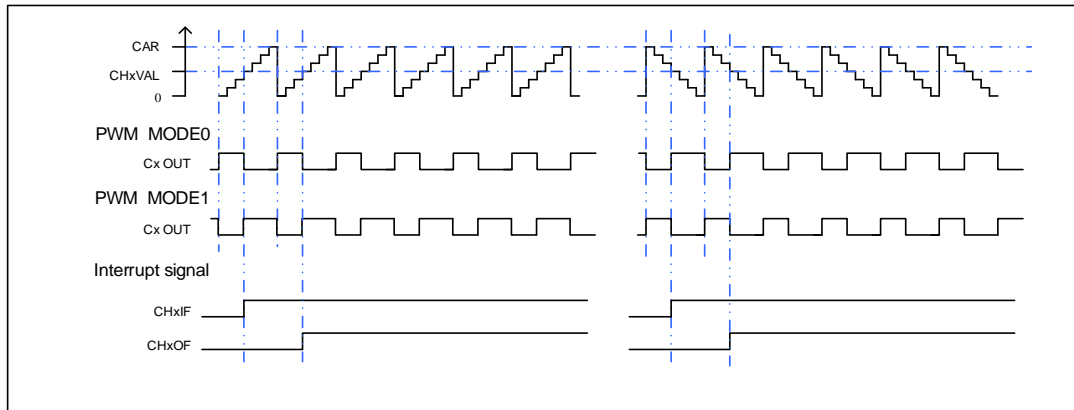 CAR
CHxVAL
0
PWM MODE0
Cx OUT
PWM MODE1
Cx OUT
Interrupt signal
CHxIF
CHxOF